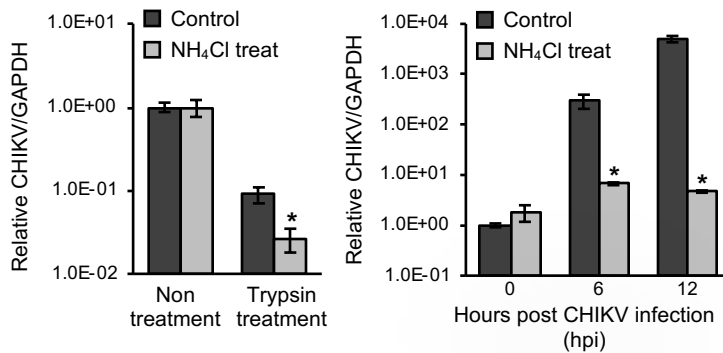 Relative CHIKV/GAPDH
1.0E+01
1.0E+00
1.0E-01
1.0E-02
Control
NH₄Cl treat
*
Non treatment
Trypsin treatment
Relative CHIKV/GAPDH
1.0E+04
1.0E+03
1.0E+02
1.0E+01
1.0E+00
1.0E-01
Control
NH₄Cl treat
*
*
0 6 12
Hours post CHIKV infection
(hpi)